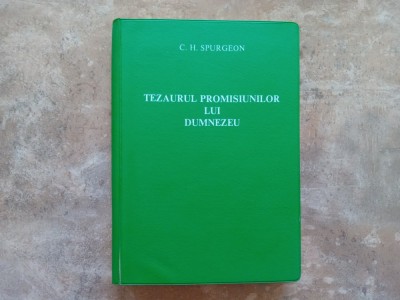 C. H. SPURGEON
TEZAURUL PROMISIUNILOR
LUI
DUMNEZEU